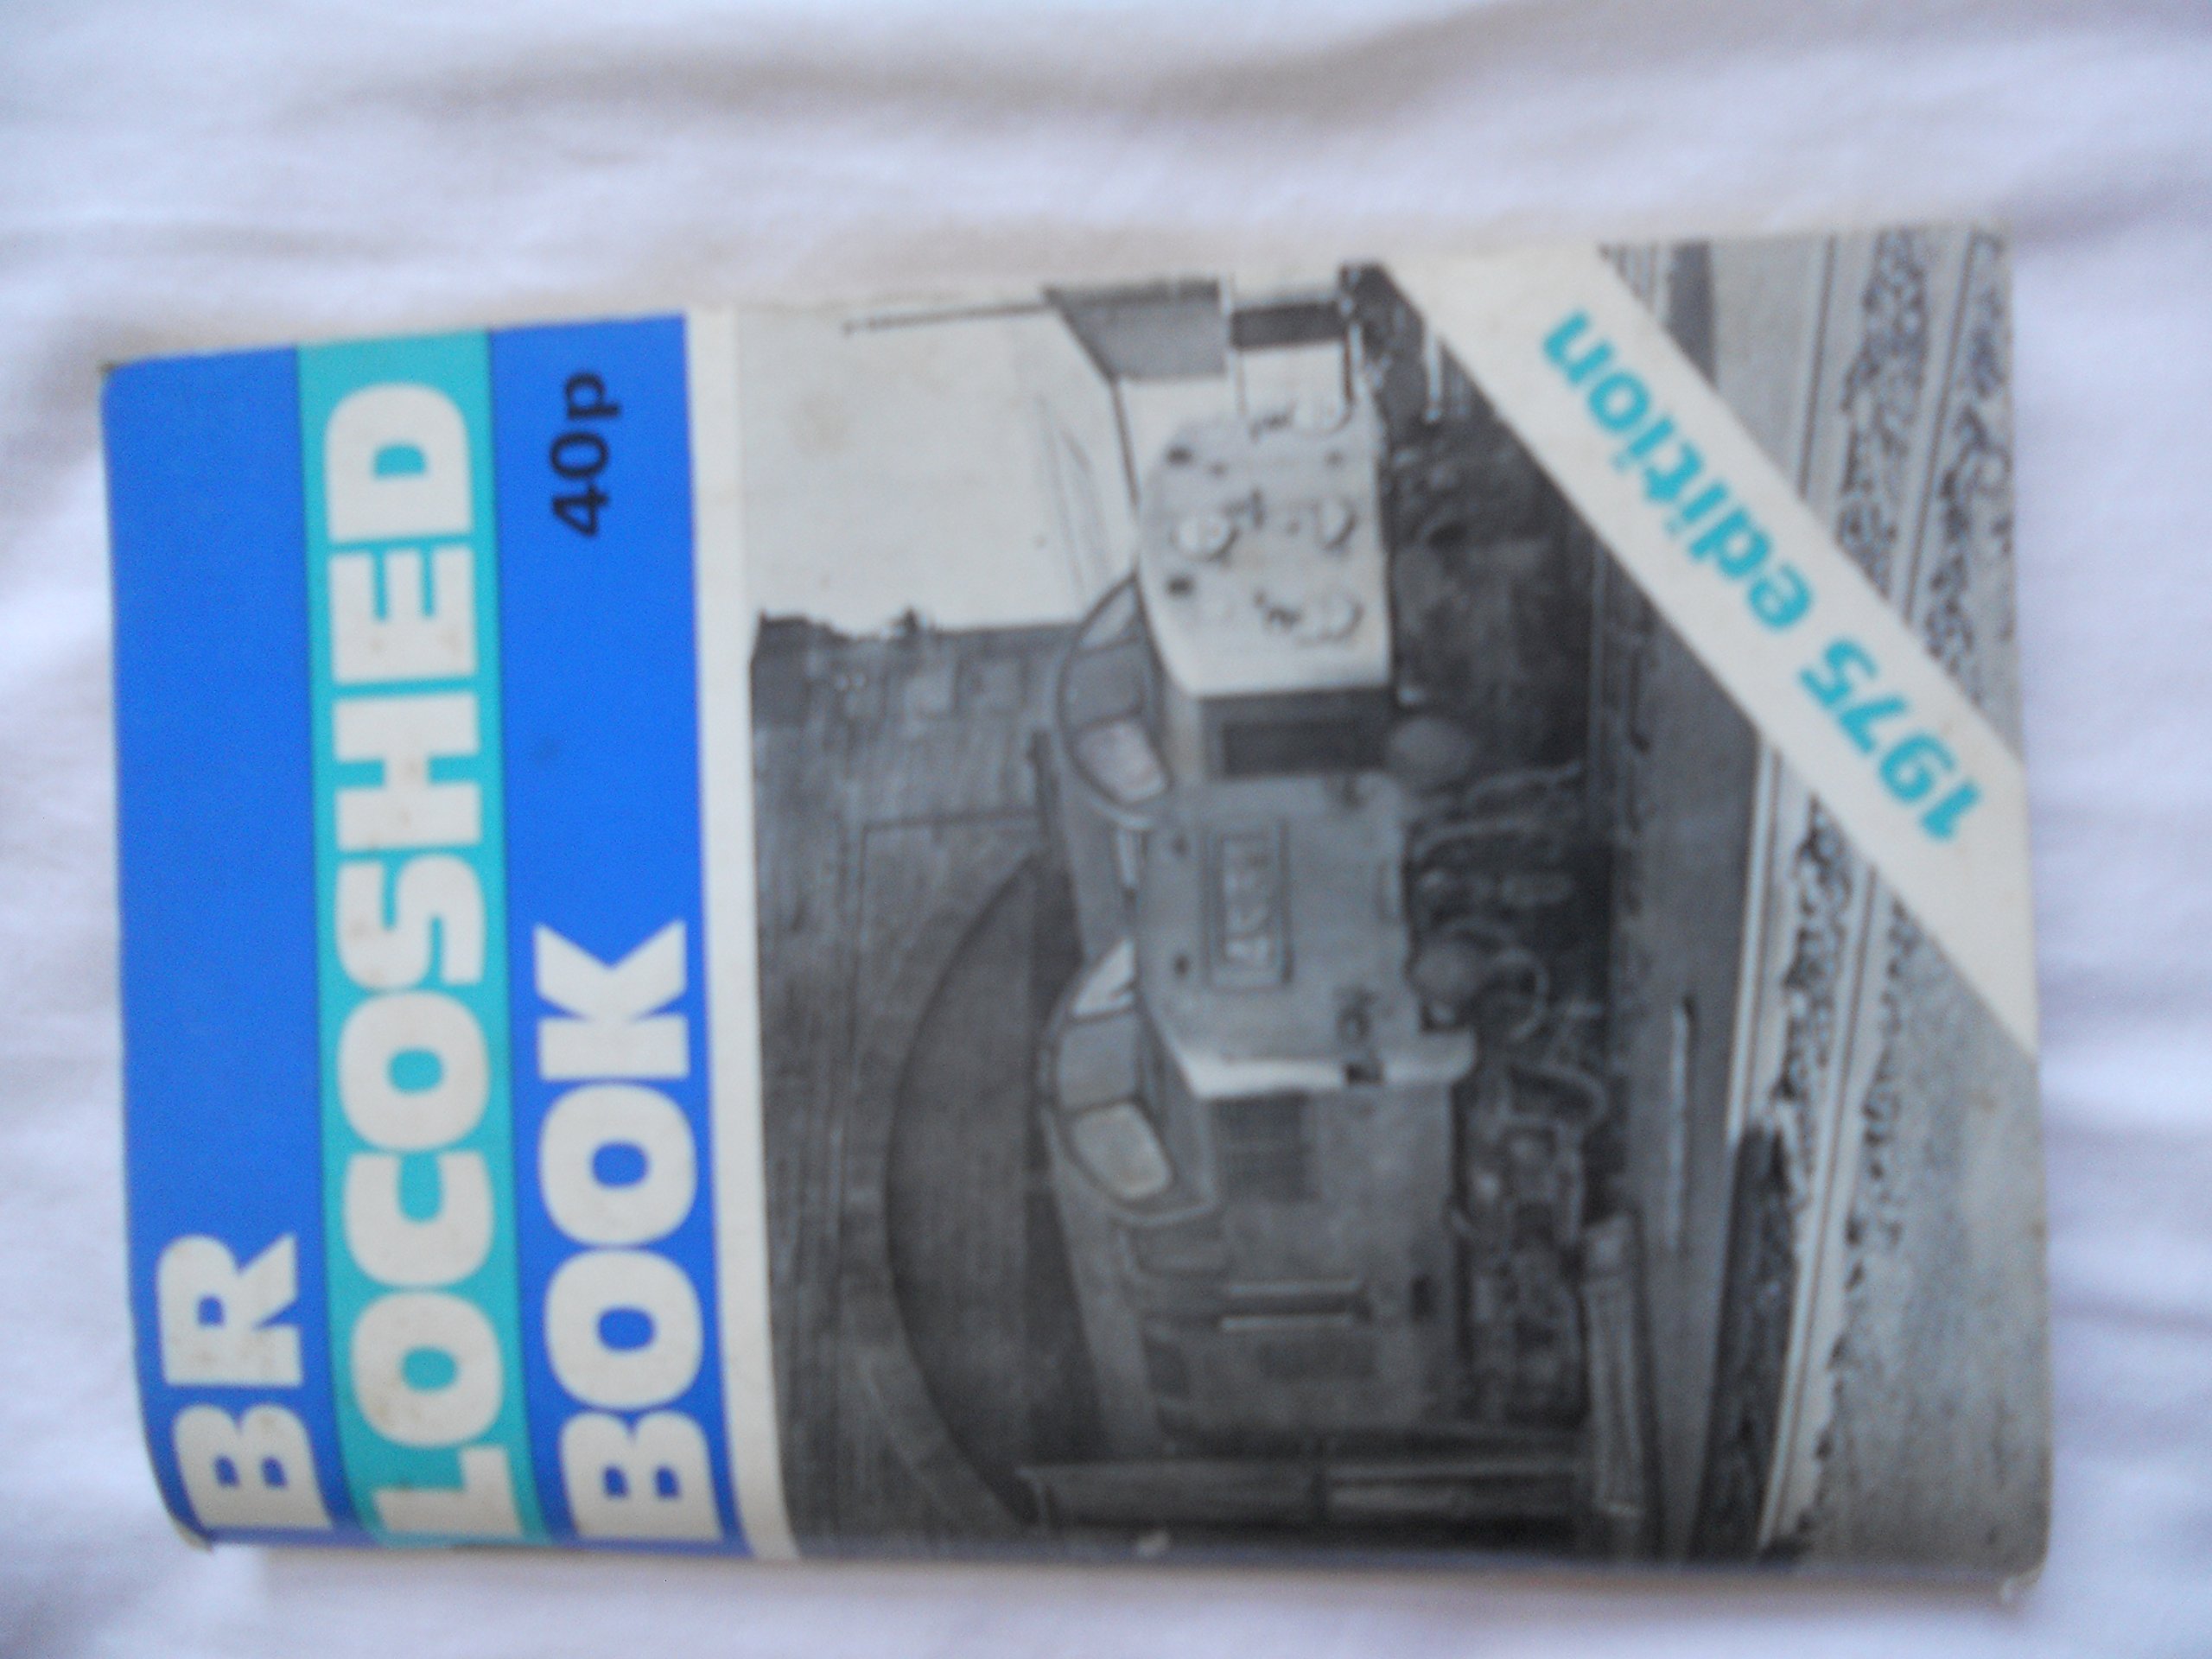 BR
LOCOSHED
BOOK
40p
1975 edition